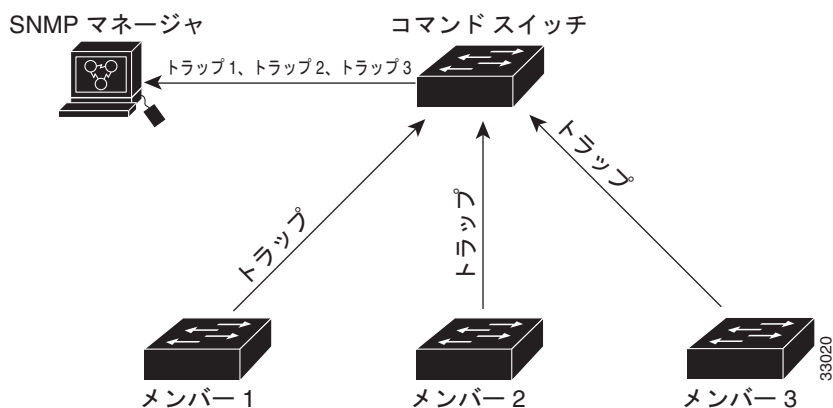 SNMP マネージャ
コマンド スイッチ
トラップ 1、トラップ 2、トラップ 3
トラップ
トラップ
トラップ
メンバー 1
メンバー 2
メンバー 3
33020